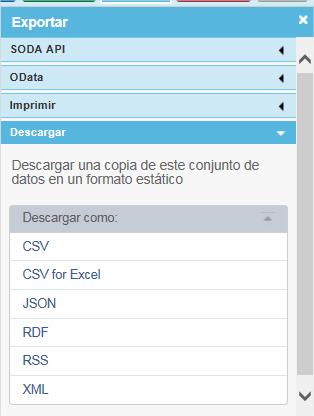 Exportar
SODA API
OData
Imprimir
Descargar
Descargar una copia de este conjunto de
datos en un formato estático
Descargar como:
CSV
CSV for Excel
JSON
RDF
RSS
XML